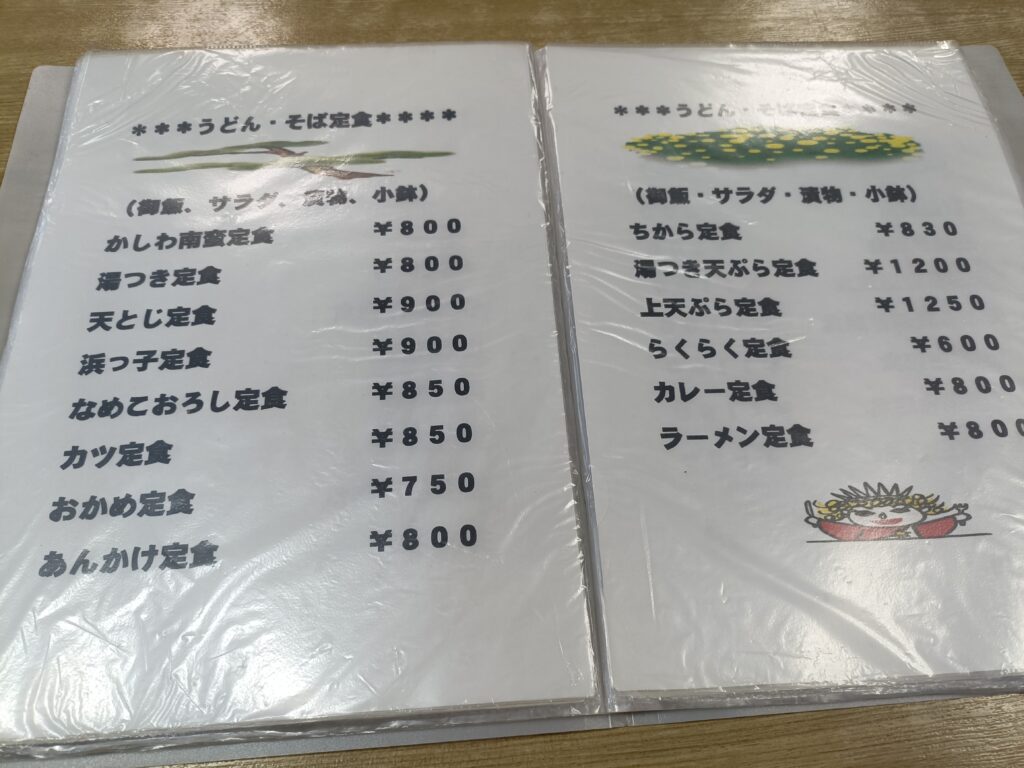 ＊＊＊うどん・そば定食＊＊＊＊
（御飯、サラダ、漬物、小鉢）
かしわ南蛮定食 ￥８００
湯つき定食 ￥８００
天とじ定食 ￥９００
浜っ子定食 ￥９００
なめこおろし定食 ￥８５０
カツ定食 ￥８５０
おかめ定食 ￥７５０
あんかけ定食 ￥８００
＊＊＊うどん・そば定食＊＊＊＊
（御飯・サラダ・漬物・小鉢）
ちから定食 ￥８３０
湯つき天ぷら定食 ￥１２００
上天ぷら定食 ￥１２５０
らくらく定食 ￥６００
カレー定食 ￥８００
ラーメン定食 ￥８００